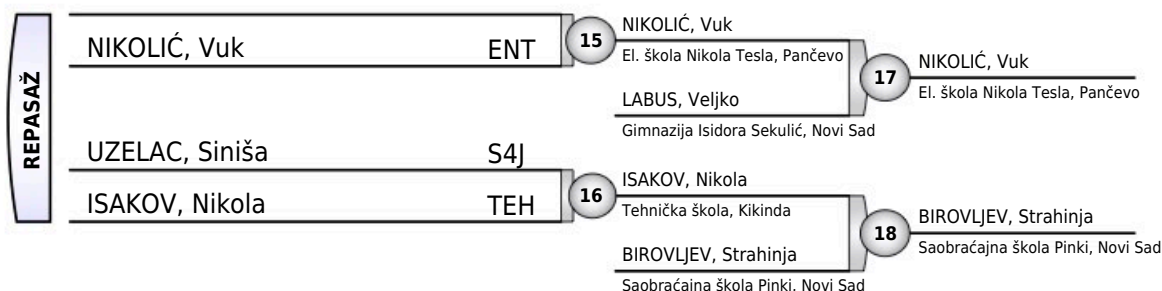 REPASAŽ
NIKOLIĆ, Vuk ENT
UZELAC, Siniša S4J
ISAKOV, Nikola TEH
15
NIKOLIĆ, Vuk
El. škola Nikola Tesla, Pančevo
LABUS, Veljko
Gimnazija Isidora Sekulić, Novi Sad
16
ISAKOV, Nikola
Tehnička škola, Kikinda
BIROVLJEV, Strahinja
Saobraćajna škola Pinki, Novi Sad
17
NIKOLIĆ, Vuk
El. škola Nikola Tesla, Pančevo
18
BIROVLJEV, Strahinja
Saobraćajna škola Pinki, Novi Sad